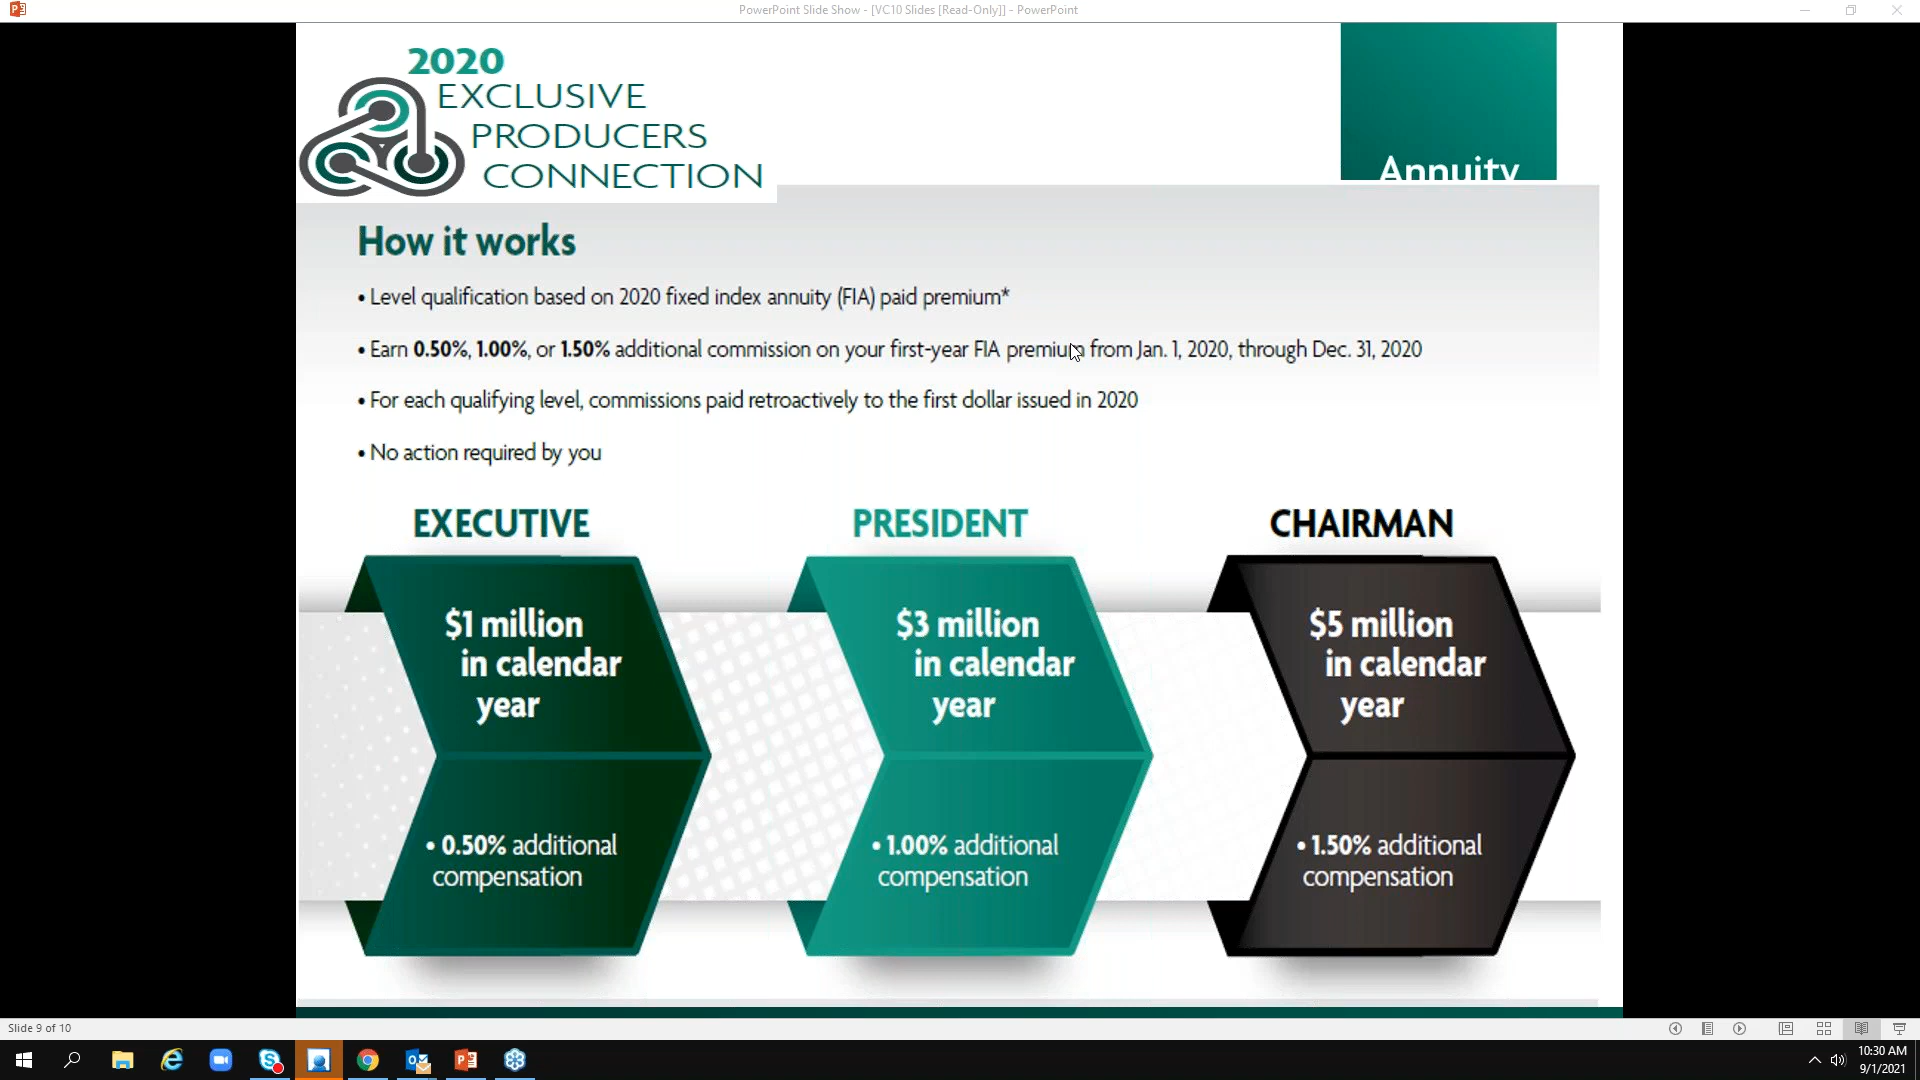 PowerPoint Slide Show - [VC10 Slides [Read-Only]] - PowerPoint
2020
EXCLUSIVE
PRODUCERS
CONNECTION
Annuity
How it works
• Level qualification based on 2020 fixed index annuity (FIA) paid premium*
• Earn 0.50%, 1.00%, or 1.50% additional commission on your first-year FIA premium from Jan. 1, 2020, through Dec. 31, 2020
• For each qualifying level, commissions paid retroactively to the first dollar issued in 2020
• No action required by you
EXECUTIVE
$1 million
in calendar
year
• 0.50% additional
compensation
PRESIDENT
$3 million
in calendar
year
• 1.00% additional
compensation
CHAIRMAN
$5 million
in calendar
year
• 1.50% additional
compensation
Slide 9 of 10
10:30 AM
9/1/2021